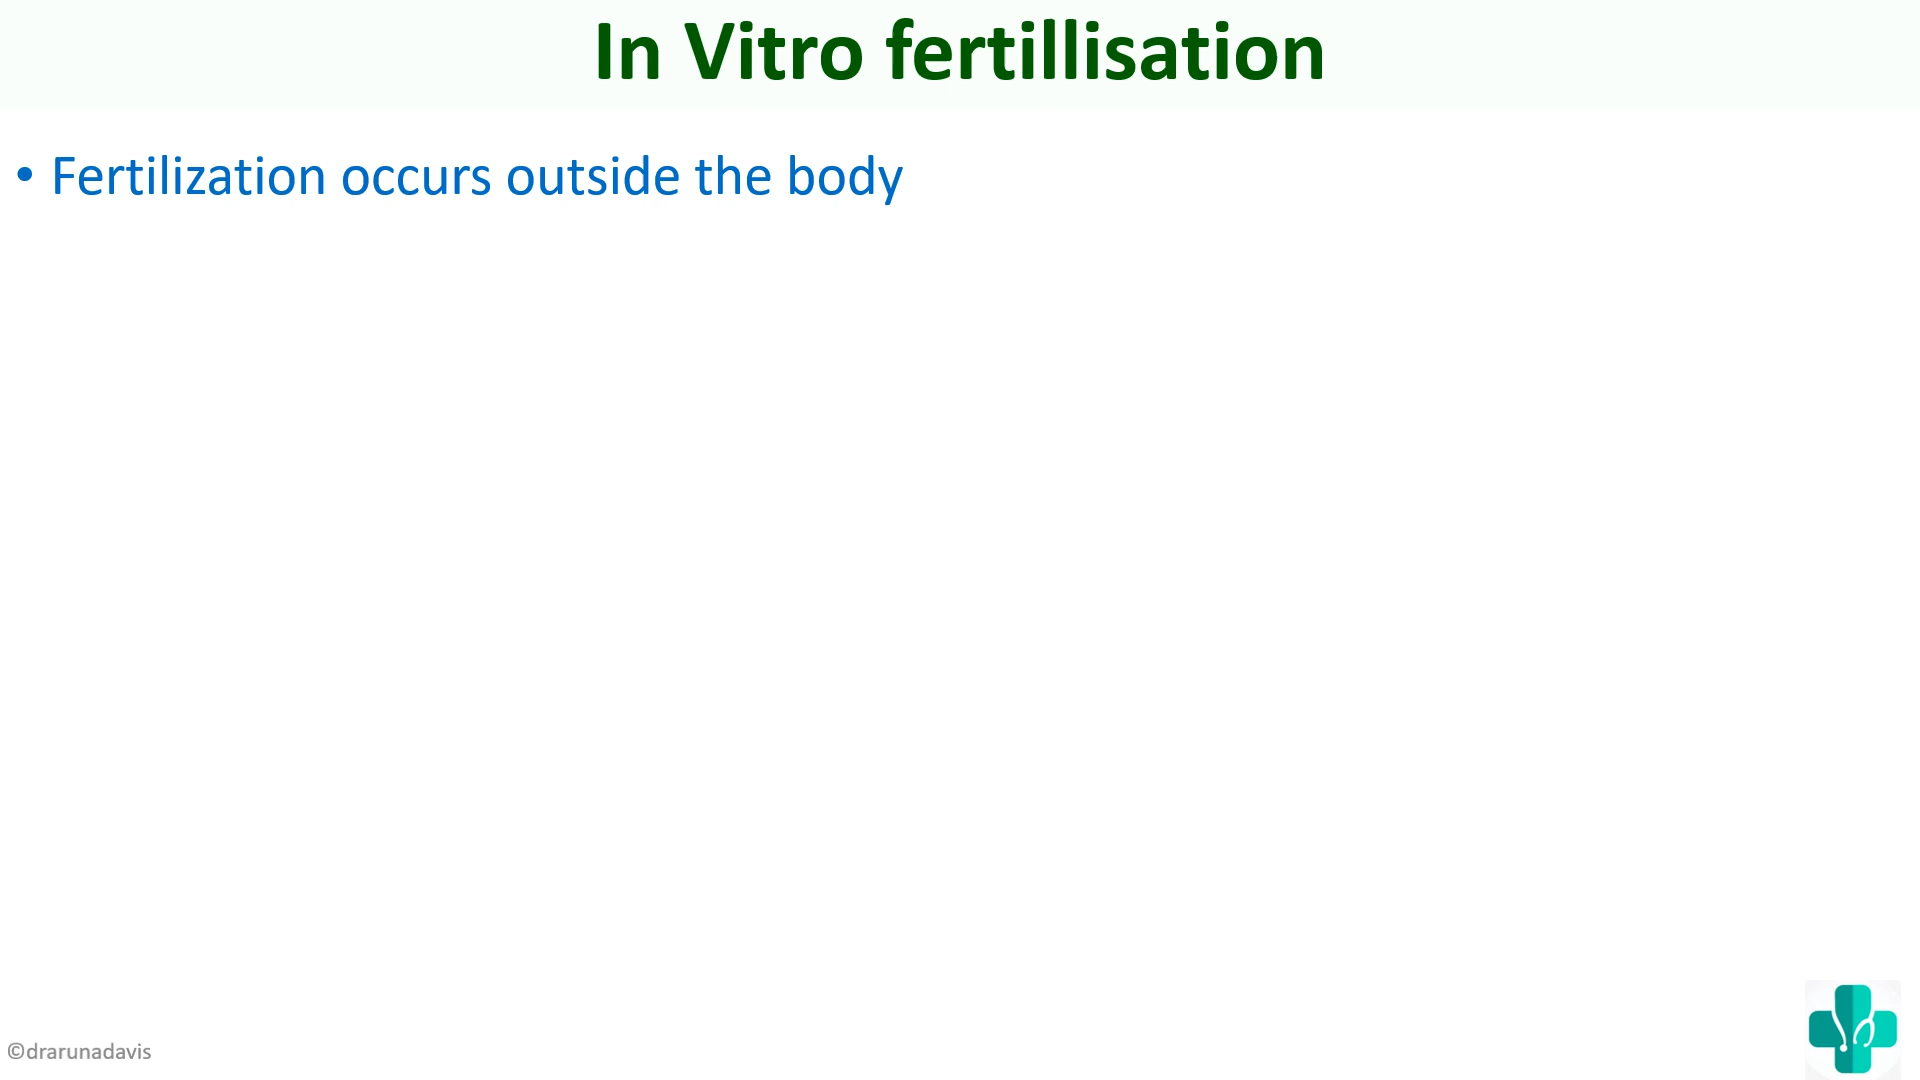 In Vitro fertillisation
• Fertilization occurs outside the body
©drarunadavis